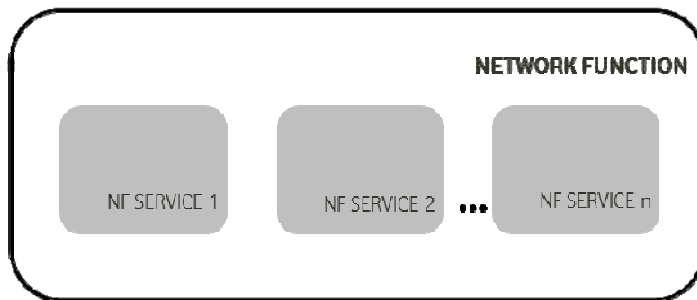 NETWORK FUNCTION
NF SERVICE 1
NF SERVICE 2
...
NF SERVICE n